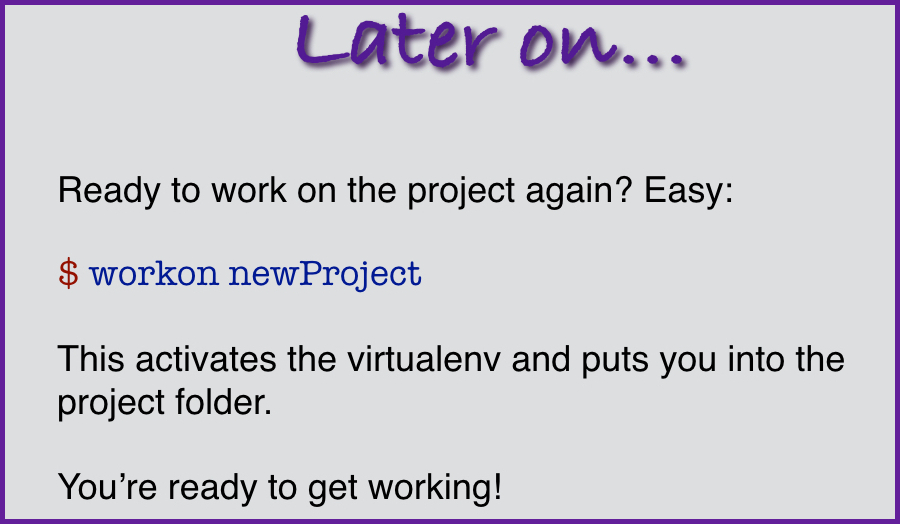 Later on...
Ready to work on the project again? Easy:
$ workon newProject
This activates the virtualenv and puts you into the
project folder.
You’re ready to get working!